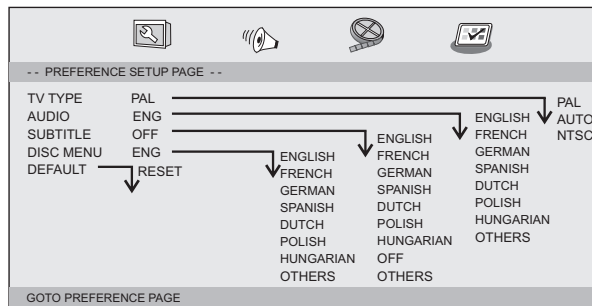 - - PREFERENCE SETUP PAGE - -
TV TYPE PAL
AUDIO ENG
SUBTITLE OFF
DISC MENU ENG
DEFAULT RESET
ENGLISH
FRENCH
GERMAN
SPANISH
DUTCH
POLISH
HUNGARIAN
OTHERS
ENGLISH
FRENCH
GERMAN
SPANISH
DUTCH
POLISH
HUNGARIAN
OFF
OTHERS
ENGLISH
FRENCH
GERMAN
SPANISH
DUTCH
POLISH
HUNGARIAN
OTHERS
PAL
AUTO
NTSC
GOTO PREFERENCE PAGE